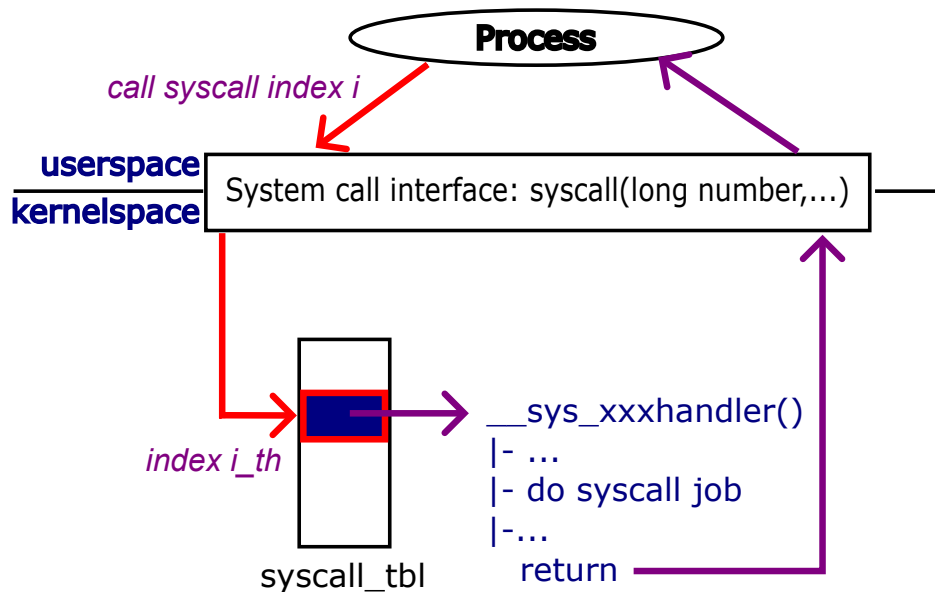 Process
call syscall index i
userspace
System call interface: syscall(long number,...)
kernelspace
index i_th
syscall_tbl
__sys_xxxhandler()
|- ...
|- do syscall job
|-...
return